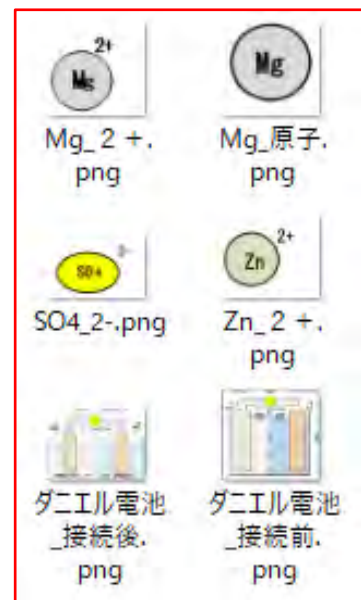 Mg 2+
Mg
Mg_２＋.
png
Mg_原子.
png
SO4
Zn 2+
SO4_2-.png
Zn_２＋.
png
ダニエル電池
_接続後.
png
ダニエル電池
_接続前.
png